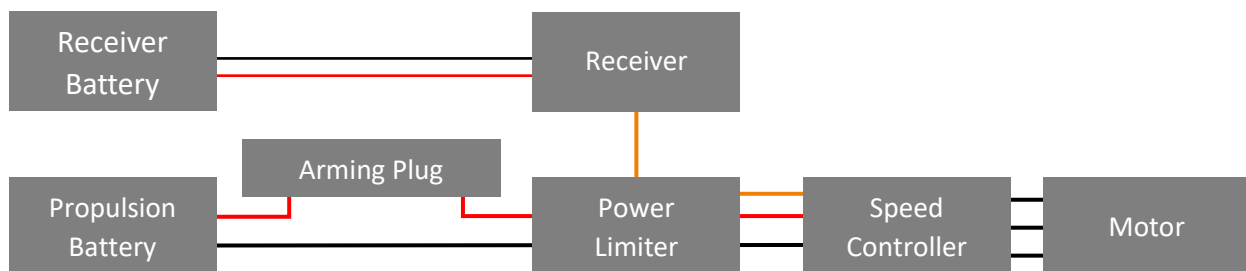 Receiver
Battery
Receiver
Arming Plug
Propulsion
Battery
Power
Limiter
Speed
Controller
Motor